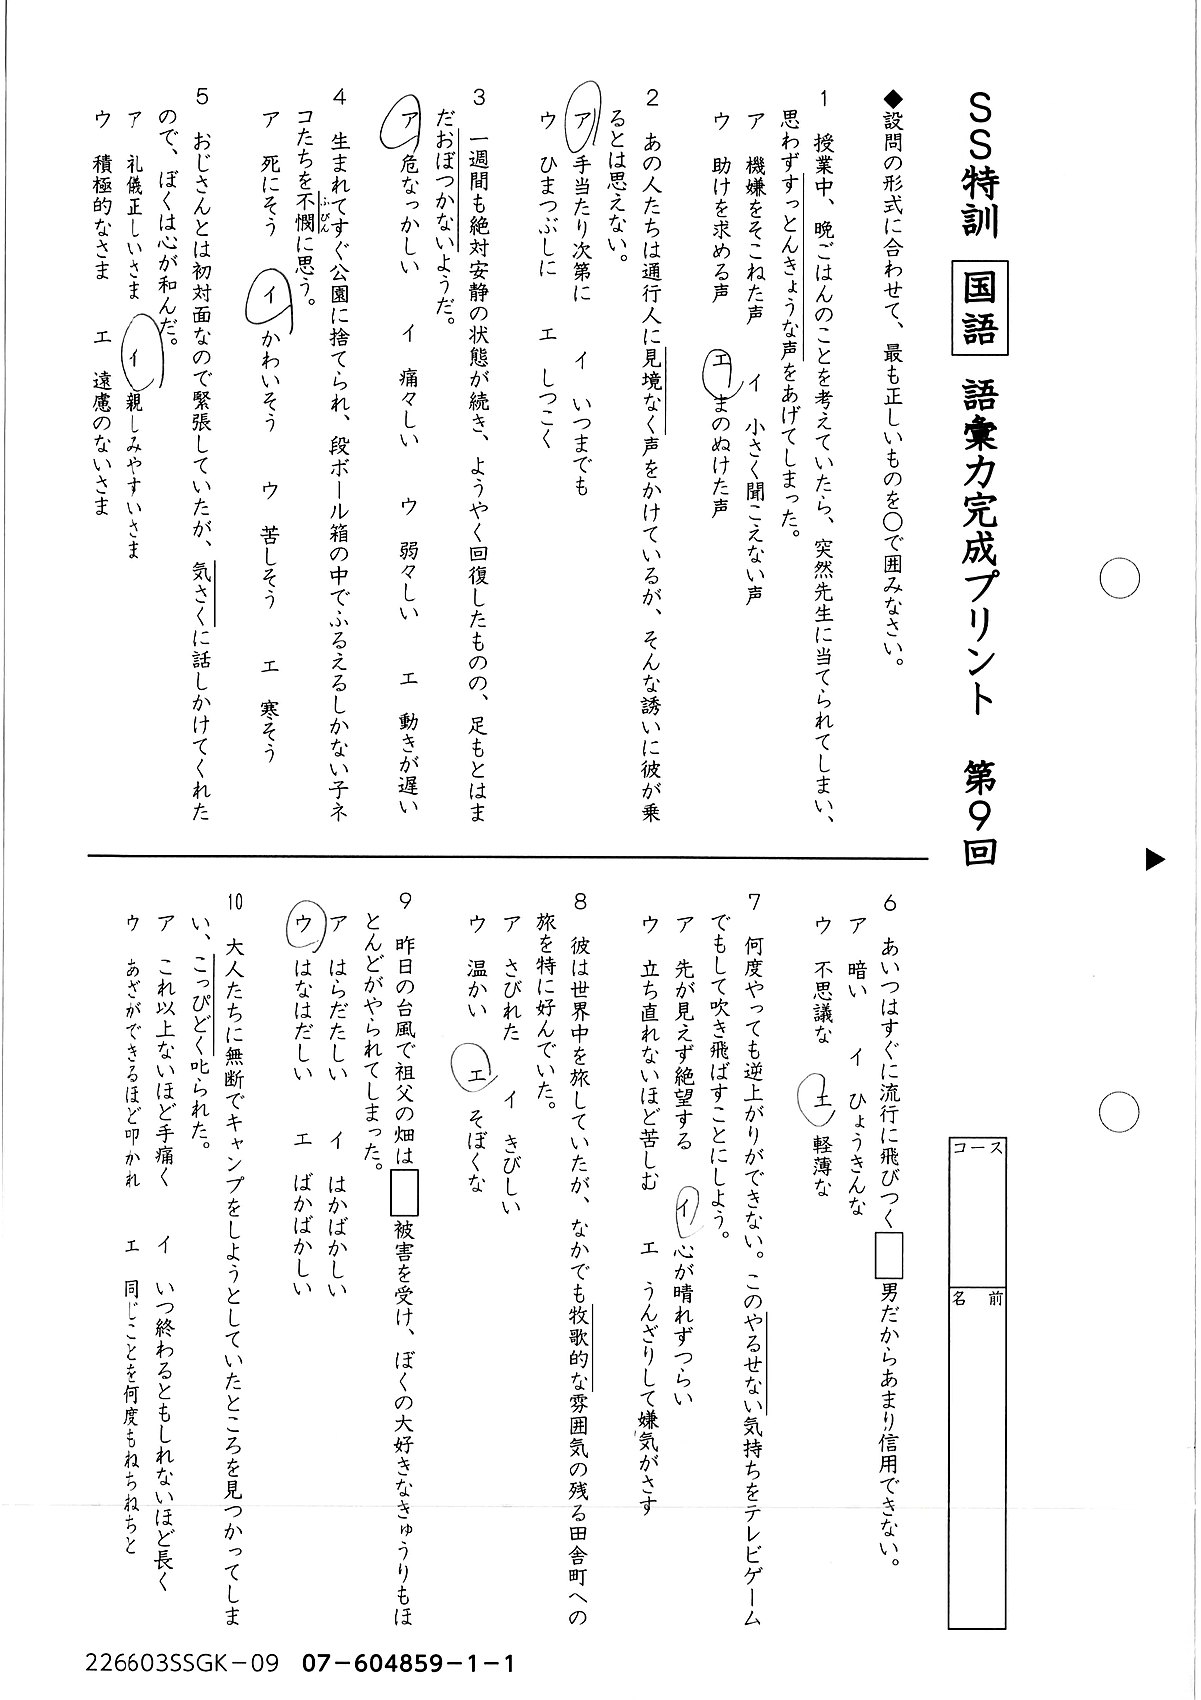 SS特訓 国語 語彙力完成プリント 第9回
コース
名前
◆設問の形式に合わせて、最も正しいものを○で囲みなさい。
1 授業中、晩ごはんのことを考えていたら、突然先生に当てられてしまい、
思わずすっとんきょうな声をあげてしまった。
ア 機嫌をそこねた声 イ 小さく聞こえない声
ウ 助けを求める声 エ まのぬけた声
2 あの人たちは通行人に見境なく声をかけているが、そんな誘いに彼が乗
るとは思えない。
ア 手当たり次第に イ いつまでも
ウ ひまつぶしに エ しつこく
3 一週間も絶対安静の状態が続き、ようやく回復したものの、足もとはま
だおぼつかないようだ。
ア 危なっかしい イ 痛々しい ウ 弱々しい エ 動きが遅い
4 生まれてすぐ公園に捨てられ、段ボール箱の中でふるえるしかない子ネ
コたちを不憫に思う。
ふびん
ア 死にそう イ かわいそう ウ 苦しそう エ 寒そう
5 おじさんとは初対面なので緊張していたが、気さくに話しかけてくれた
ので、ぼくは心が和んだ。
ア 礼儀正しいさま イ 親しみやすいさま
ウ 積極的なさま エ 遠慮のないさま
6 あいつはすぐに流行に飛びつく□男だからあまり信用できない。
ア 暗い イ ひょうきんな
ウ 不思議な エ 軽薄な
7 何度やっても逆上がりができない。このやるせない気持ちをテレビゲーム
でもして吹き飛ばすことにしよう。
ア 先が見えず絶望する イ 心が晴れずつらい
ウ 立ち直れないほど苦しむ エ うんざりして嫌気がさす
8 彼は世界中を旅していたが、なかでも牧歌的な雰囲気の残る田舎町への
旅を特に好んでいた。
ア さびれた イ きびしい
ウ 温かい エ そぼくな
9 昨日の台風で祖父の畑は□被害を受け、ぼくの大好きなきゅうりもほ
とんどがやられてしまった。
ア はらだたしい イ はかばかしい
ウ はなはだしい エ ばかばかしい
10 大人たちに無断でキャンプをしようとしていたところを見つかってしま
い、こっぴどく叱られた。
ア これ以上ないほど手痛く イ いつ終わるともしれないほど長く
ウ あざができるほど叩かれ エ 同じことを何度もねちねちと
226603SSGK-09 07-604859-1-1